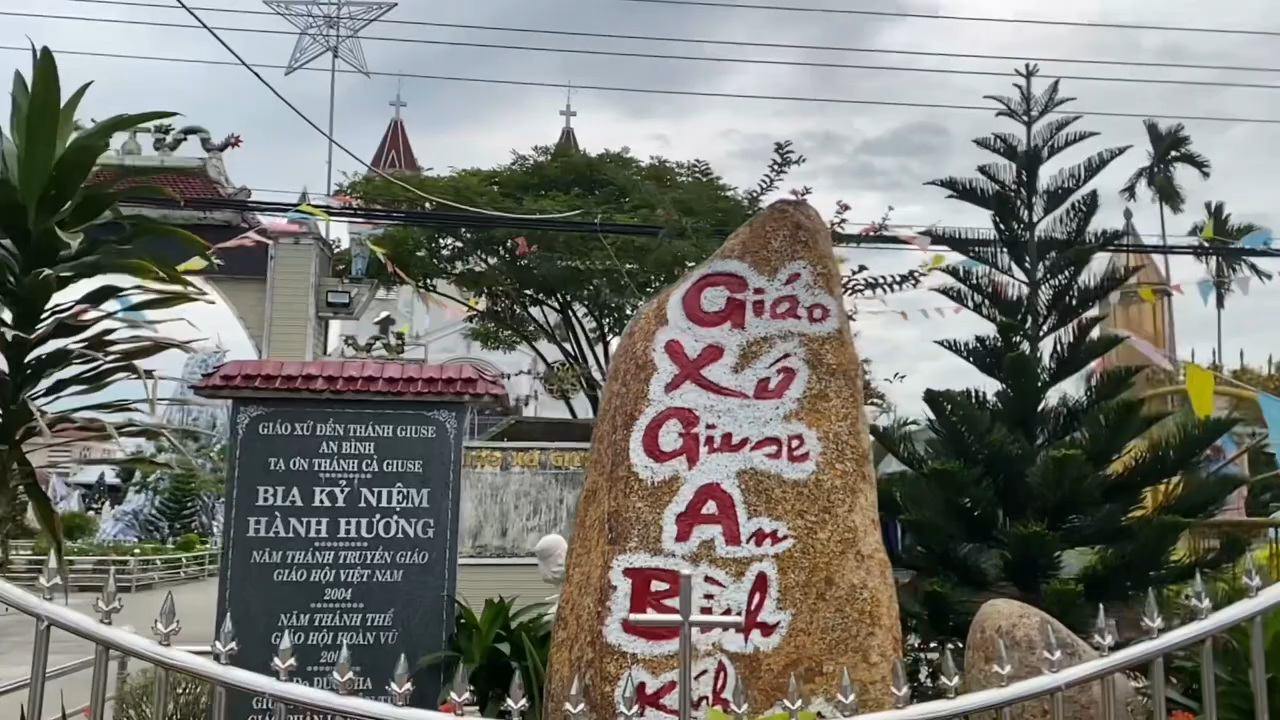 GIÁO XỨ ĐỀN THÁNH GIUSE
AN BÌNH
TẠ ƠN THÁNH CẢ GIUSE
BIA KỶ NIỆM
HÀNH HƯƠNG
NĂM THÁNH TRUYỀN GIÁO
GIÁO HỘI VIỆT NAM
2004
NĂM THÁNH THỂ
GIÁO HỘI HOÀN VŨ
Giáo
Xứ
Giuse
An
Bình